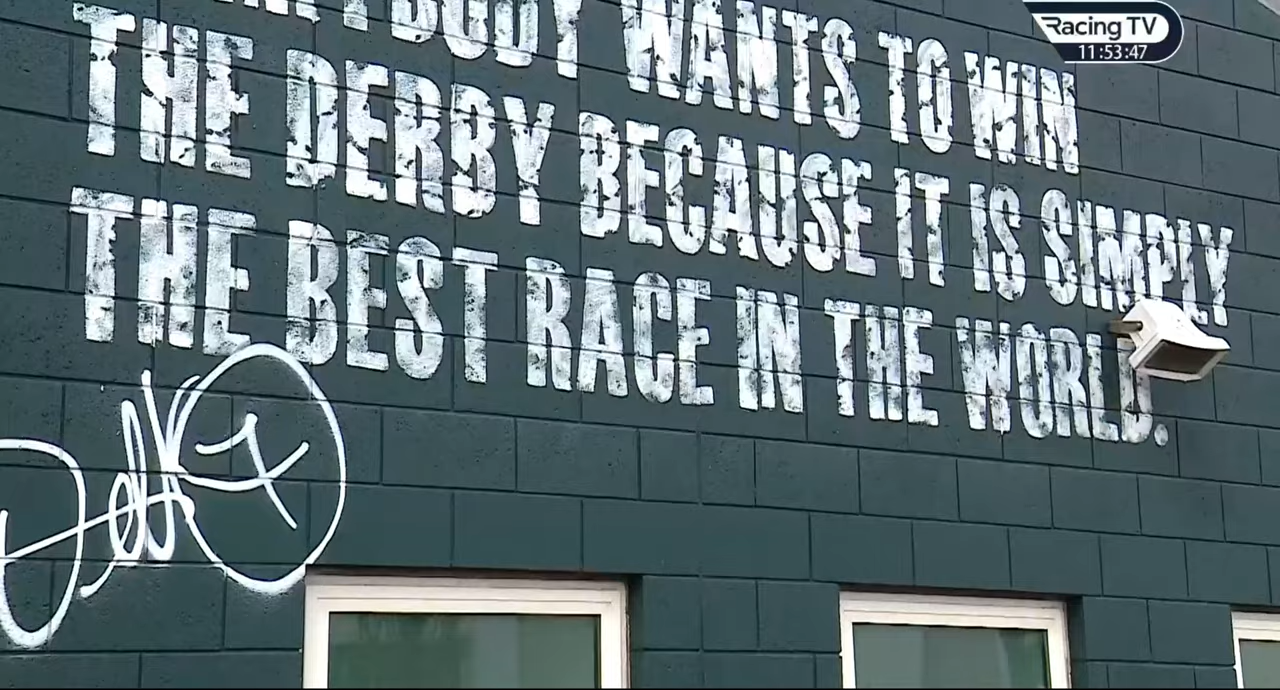 WANTS TO WIN
THE DERBY BECAUSE IT IS SIMPLY
THE BEST RACE IN THE WORLD.
Racing TV
11:53:47